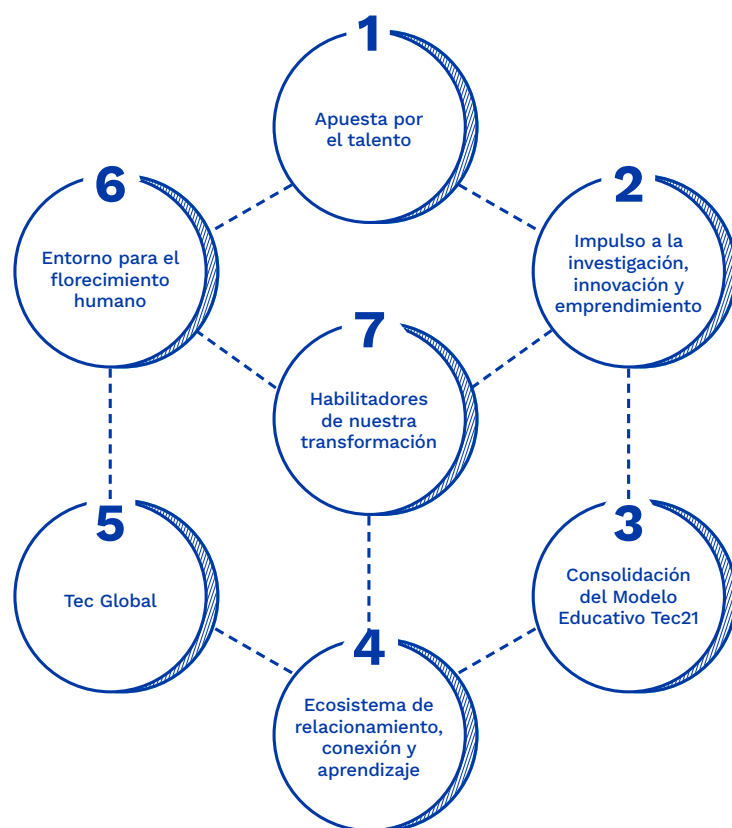 1
Apuesta por
el talento
2
Impulso a la
investigación,
innovación y
emprendimiento
3
Consolidación
del Modelo
Educativo Tec21
4
Ecosistema de
relacionamiento,
conexión y
aprendizaje
5
Tec Global
6
Entorno para el
florecimiento
humano
7
Habilitadores
de nuestra
transformación